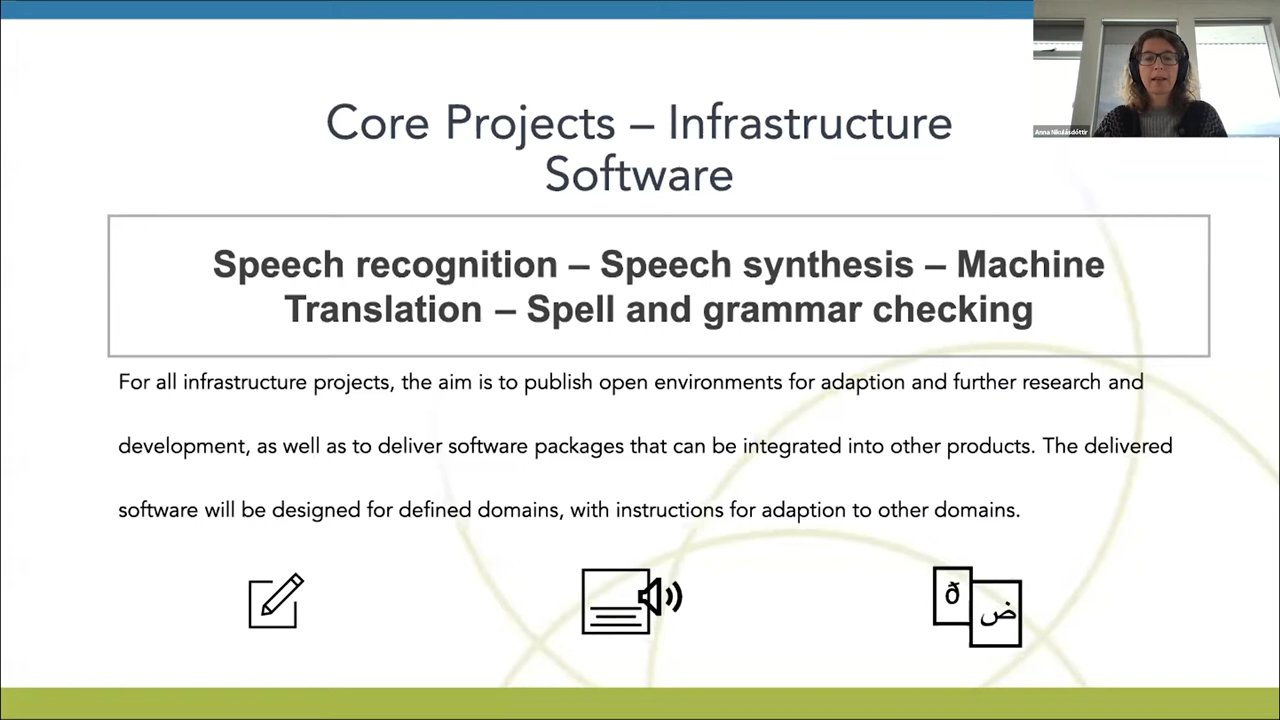 Core Projects – Infrastructure
Software
Anna Nikulásdóttir
Speech recognition – Speech synthesis – Machine
Translation – Spell and grammar checking
For all infrastructure projects, the aim is to publish open environments for adaption and further research and
development, as well as to deliver software packages that can be integrated into other products. The delivered
software will be designed for defined domains, with instructions for adaption to other domains.
ð
ض